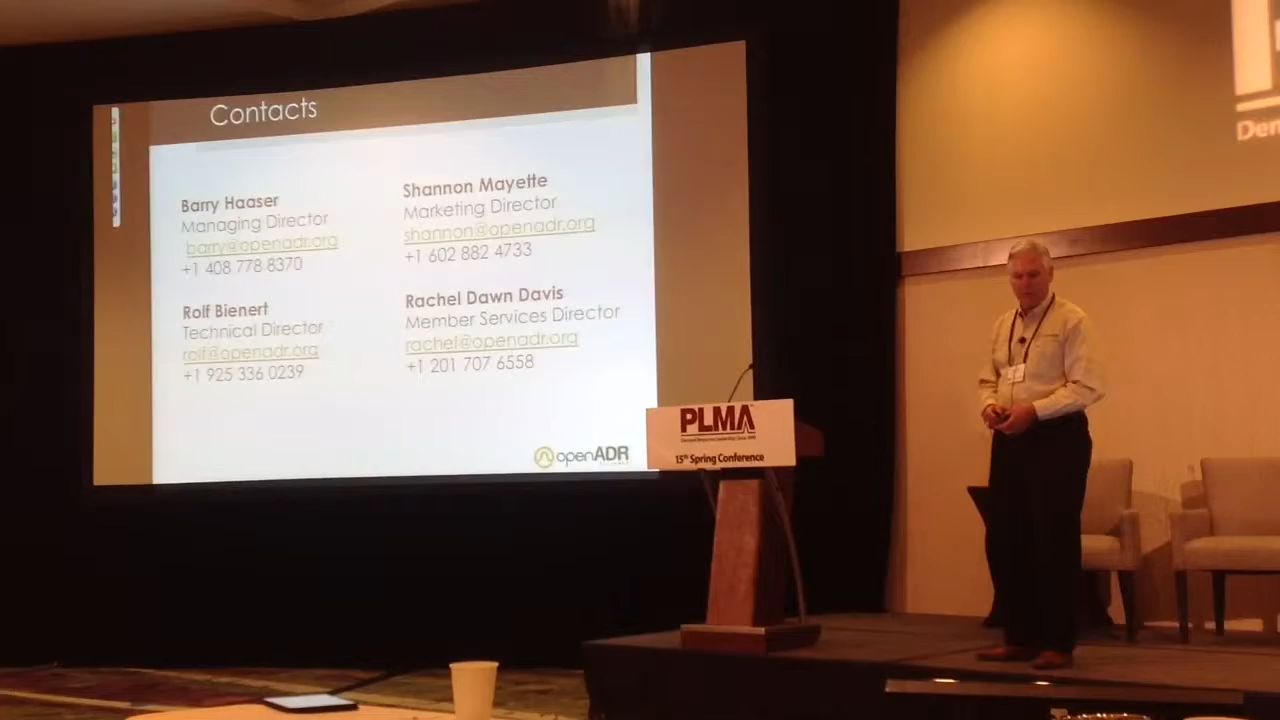 Contacts
Barry Haaser
Managing Director
barry@openadr.org
+1 408 778 8370
Shannon Mayette
Marketing Director
shannon@openadr.org
+1 602 882 4733
Rolf Bienert
Technical Director
rolf@openadr.org
+1 925 336 0239
Rachel Dawn Davis
Member Services Director
rachel@openadr.org
+1 201 707 6558
openADR
ALLIANCE
PLMA
15th Spring Conference
Den